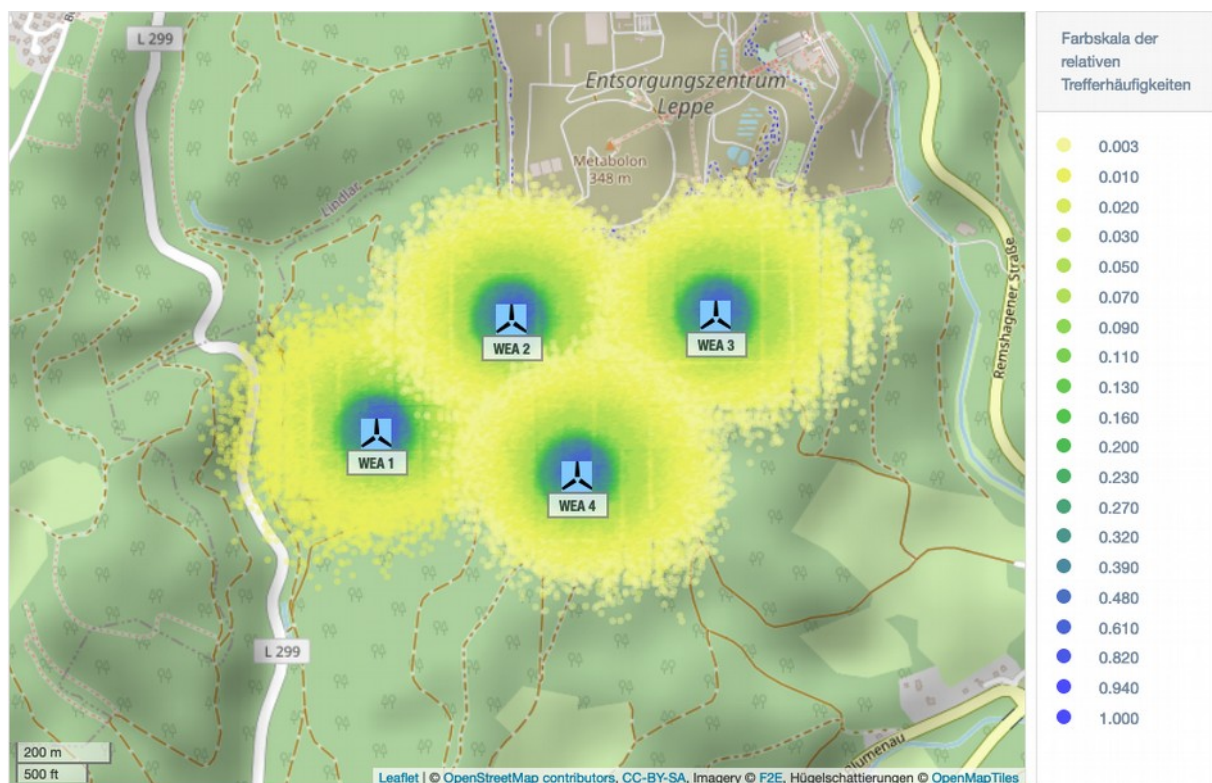 L 299
Entsorgungszentrum
Leppe
Metabolon
348 m
Lindlar
WEA 2
WEA 3
WEA 1
WEA 4
Remshagener Straße
L 299
200 m
500 ft
Leaflet | © OpenStreetMap contributors, CC-BY-SA, Imagery © F2E, Hügelschattierungen © OpenMapTiles
Farbskala der
relativen
Trefferhäufigkeiten
0.003
0.010
0.020
0.030
0.050
0.070
0.090
0.110
0.130
0.160
0.200
0.230
0.270
0.320
0.390
0.480
0.610
0.820
0.940
1.000